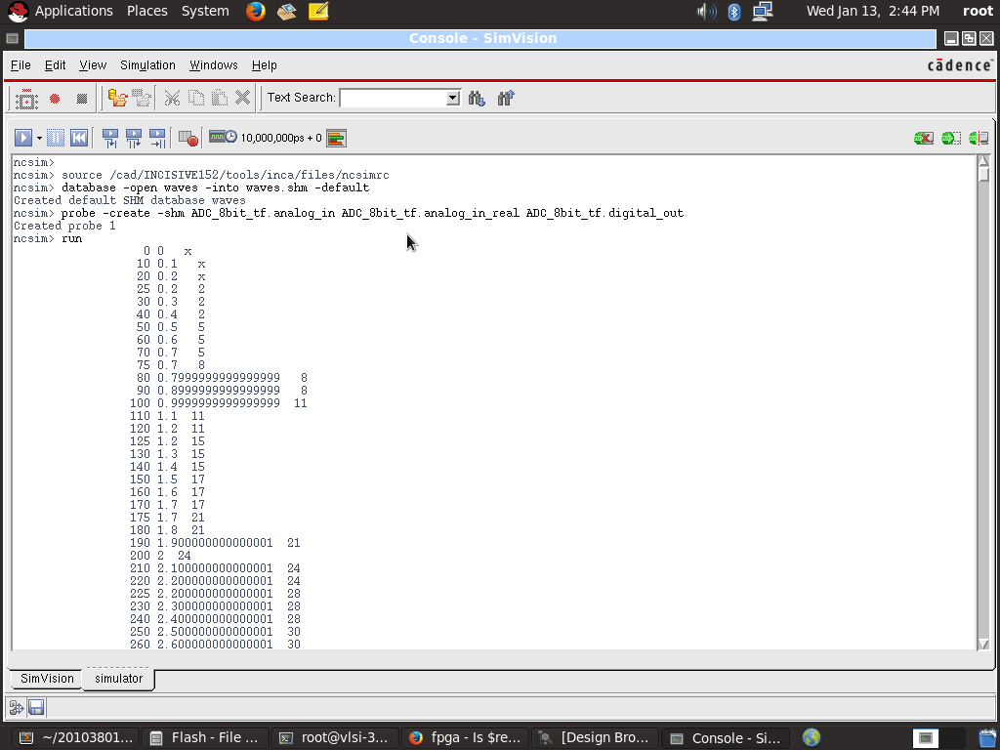 Applications Places System Wed Jan 13, 2:44 PM root
Console - SimVision
File Edit View Simulation Windows Help cādence™
Text Search:
10,000,000ps + 0
ncsim>
ncsim> source /cad/INCISIVE152/tools/inca/files/ncsimrc
ncsim> database -open waves -into waves.shm -default
Created default SHM database waves
ncsim> probe -create -shm ADC_8bit_tf.analog_in ADC_8bit_tf.analog_in_real ADC_8bit_tf.digital_out
Created probe 1
ncsim> run
0 0 x
10 0.1 x
20 0.2 x
25 0.2 2
30 0.3 2
40 0.4 2
50 0.5 5
60 0.6 5
70 0.7 5
75 0.7 8
80 0.7999999999999999 8
90 0.8999999999999999 8
100 0.9999999999999999 11
110 1.1 11
120 1.2 11
125 1.2 15
130 1.3 15
140 1.4 15
150 1.5 17
160 1.6 17
170 1.7 17
175 1.7 21
180 1.8 21
190 1.900000000000001 21
200 2 24
210 2.100000000000001 24
220 2.200000000000001 24
225 2.200000000000001 28
230 2.300000000000001 28
240 2.400000000000001 28
250 2.500000000000001 30
260 2.600000000000001 30
SimVision simulator
~/20103801... Flash - File ... root@vlsi-3... fpga - Is $re... [Design Bro... Console - Si...